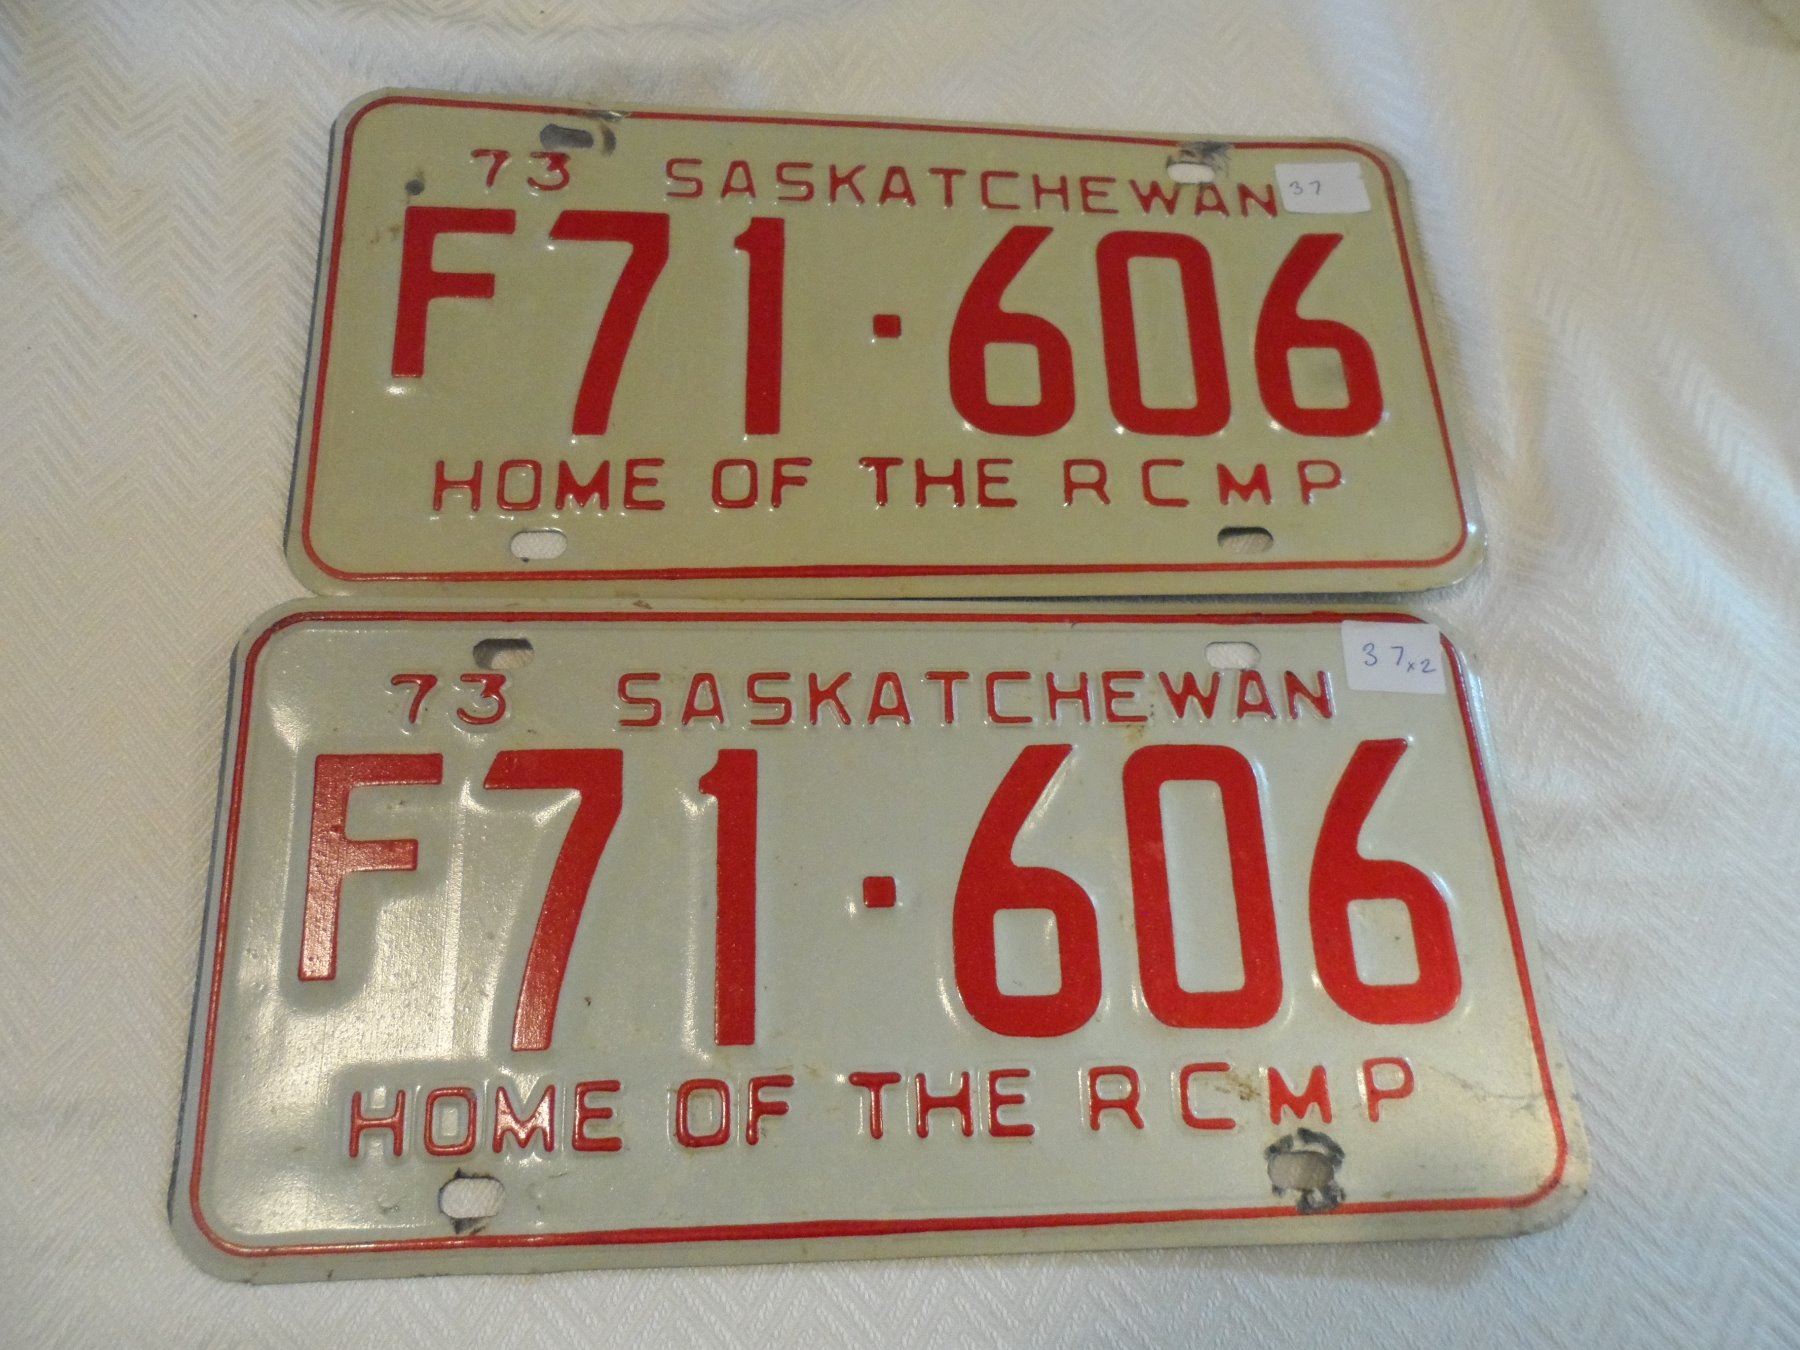 73 SASKATCHEWAN 37
F71·606
HOME OF THE RCMP
73 SASKATCHEWAN 37x2
F71·606
HOME OF THE RCMP